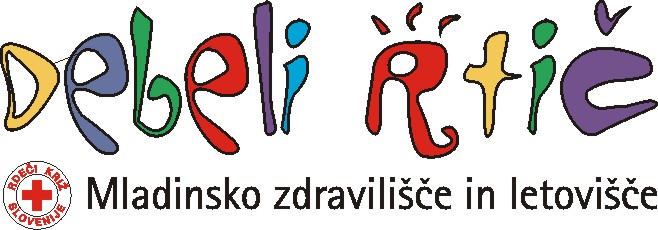 Debeli Rtič
RDEČI KRIŽ SLOVENIJE
Mladinsko zdravilišče in letovišče